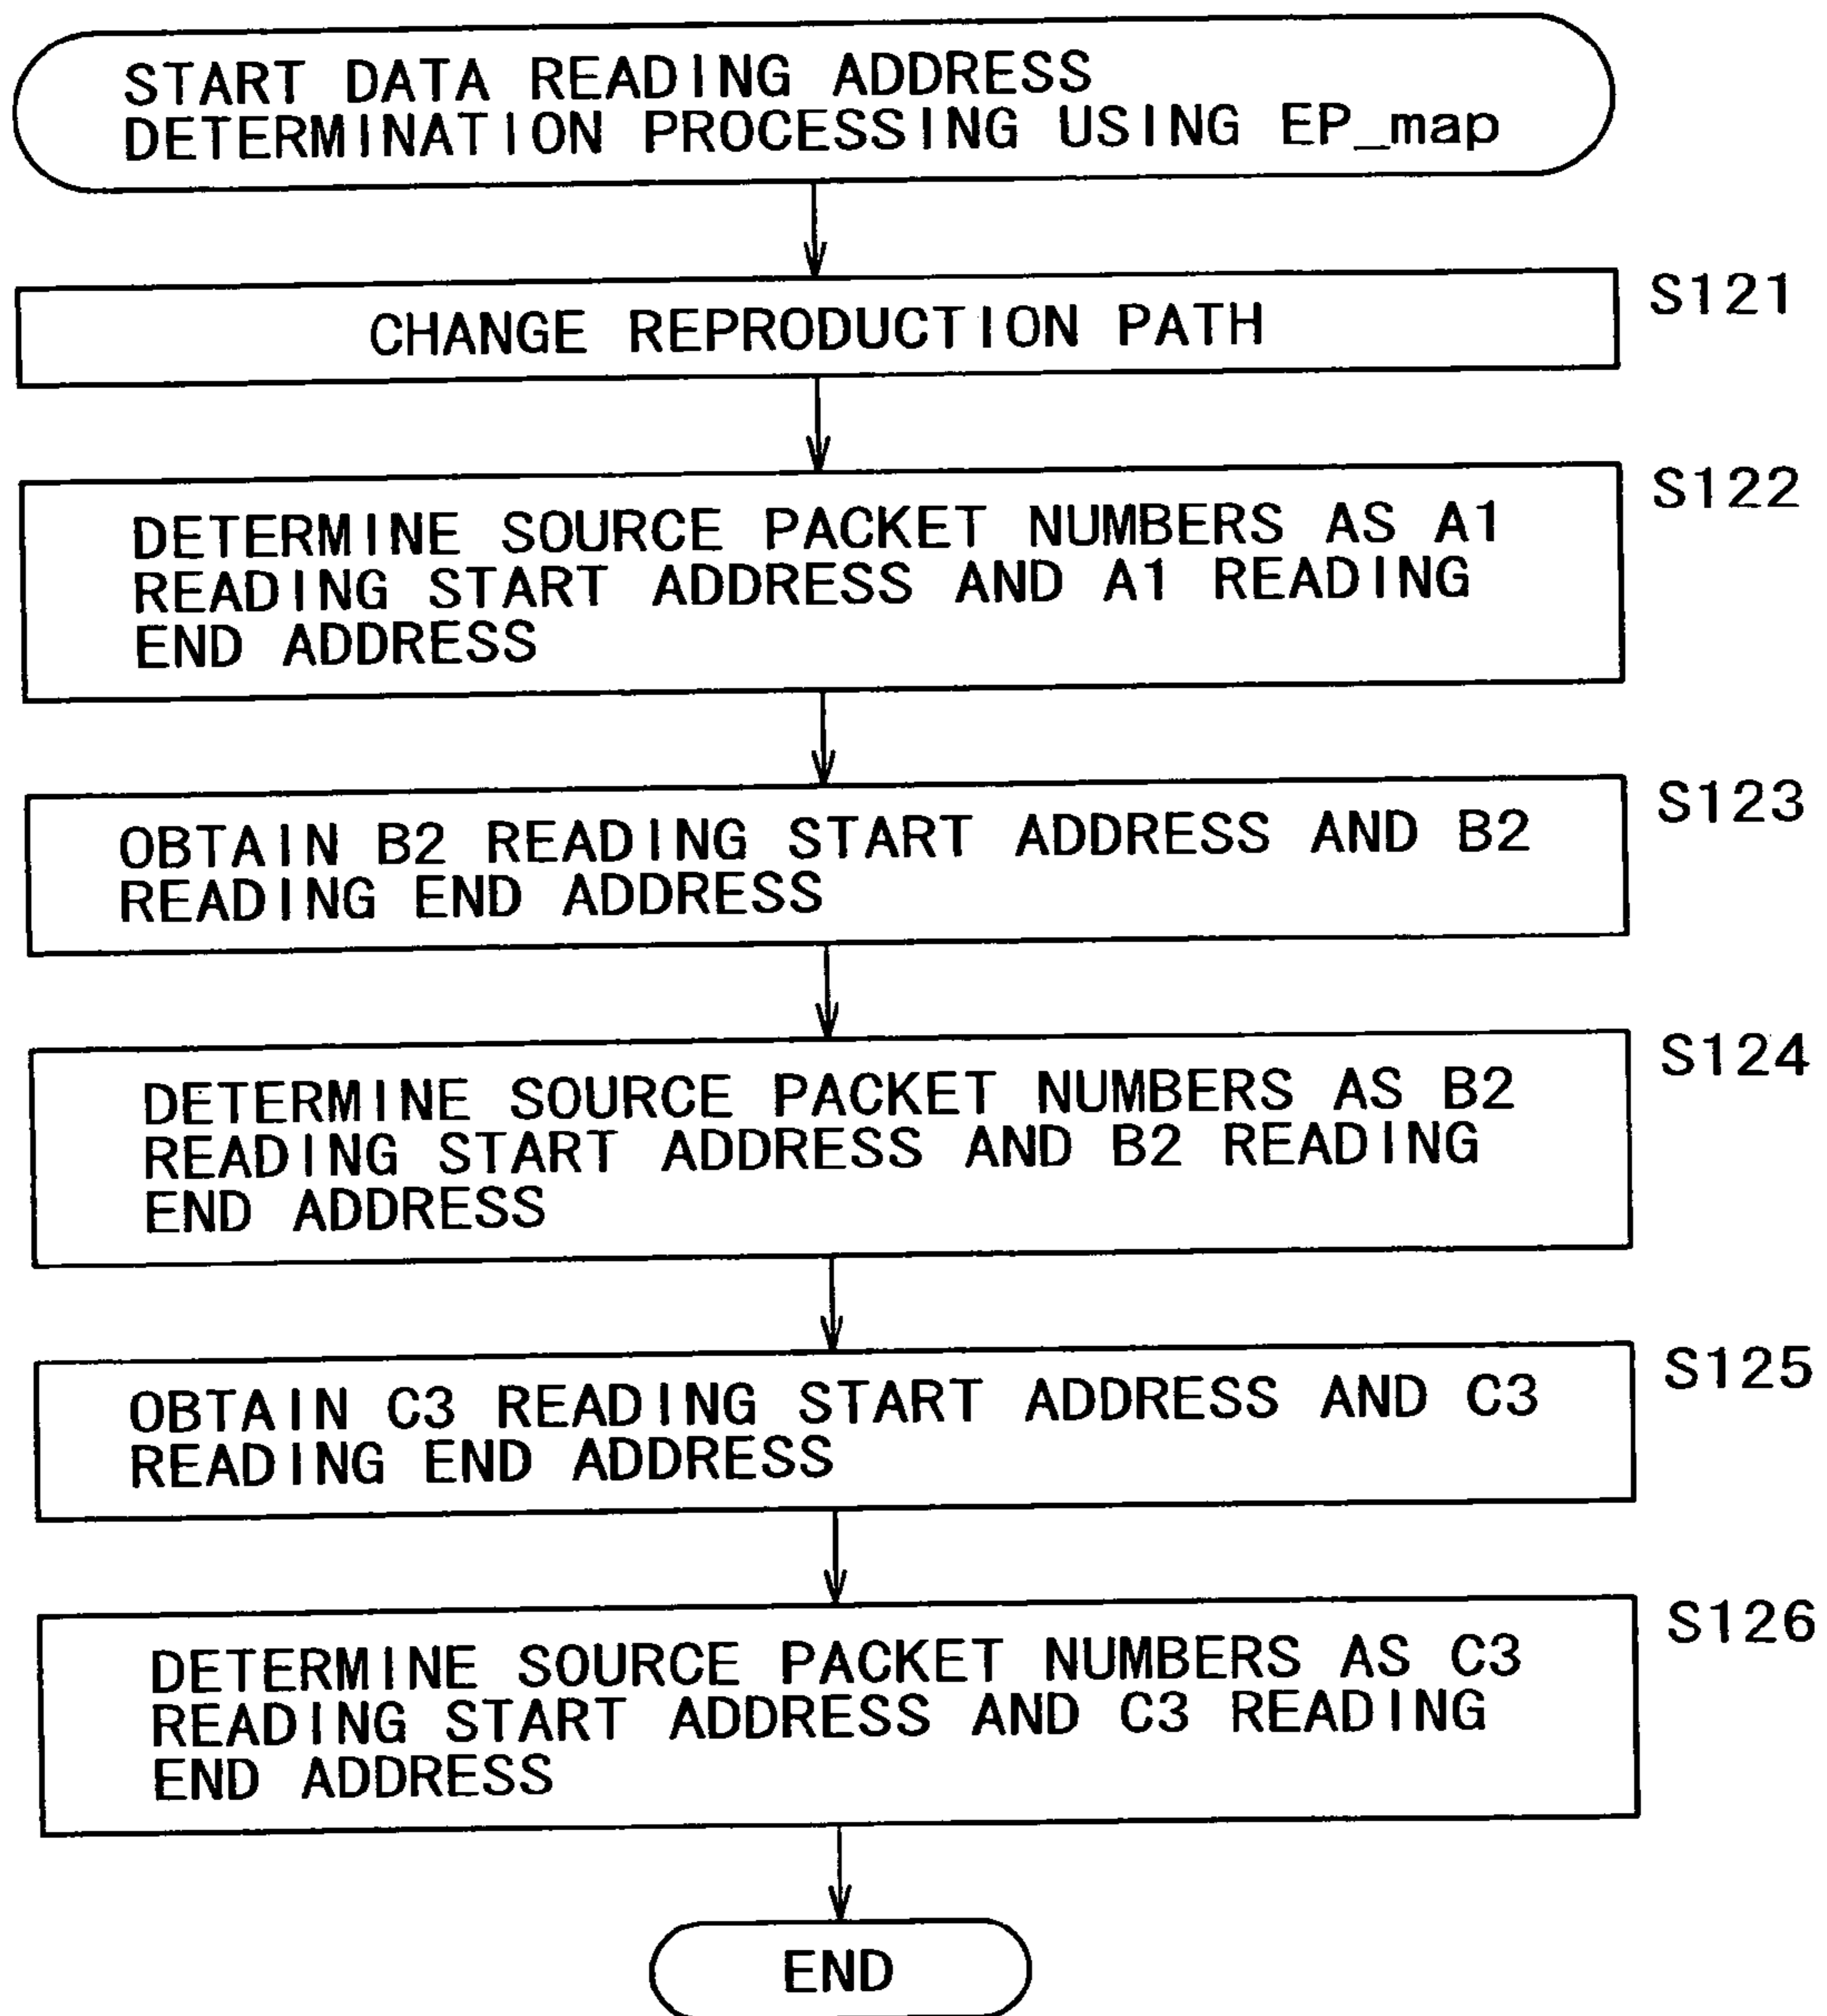 START DATA READING ADDRESS
DETERMINATION PROCESSING USING EP_map
S121
CHANGE REPRODUCTION PATH
S122
DETERMINE SOURCE PACKET NUMBERS AS A1
READING START ADDRESS AND A1 READING
END ADDRESS
S123
OBTAIN B2 READING START ADDRESS AND B2
READING END ADDRESS
S124
DETERMINE SOURCE PACKET NUMBERS AS B2
READING START ADDRESS AND B2 READING
END ADDRESS
S125
OBTAIN C3 READING START ADDRESS AND C3
READING END ADDRESS
S126
DETERMINE SOURCE PACKET NUMBERS AS C3
READING START ADDRESS AND C3 READING
END ADDRESS
END